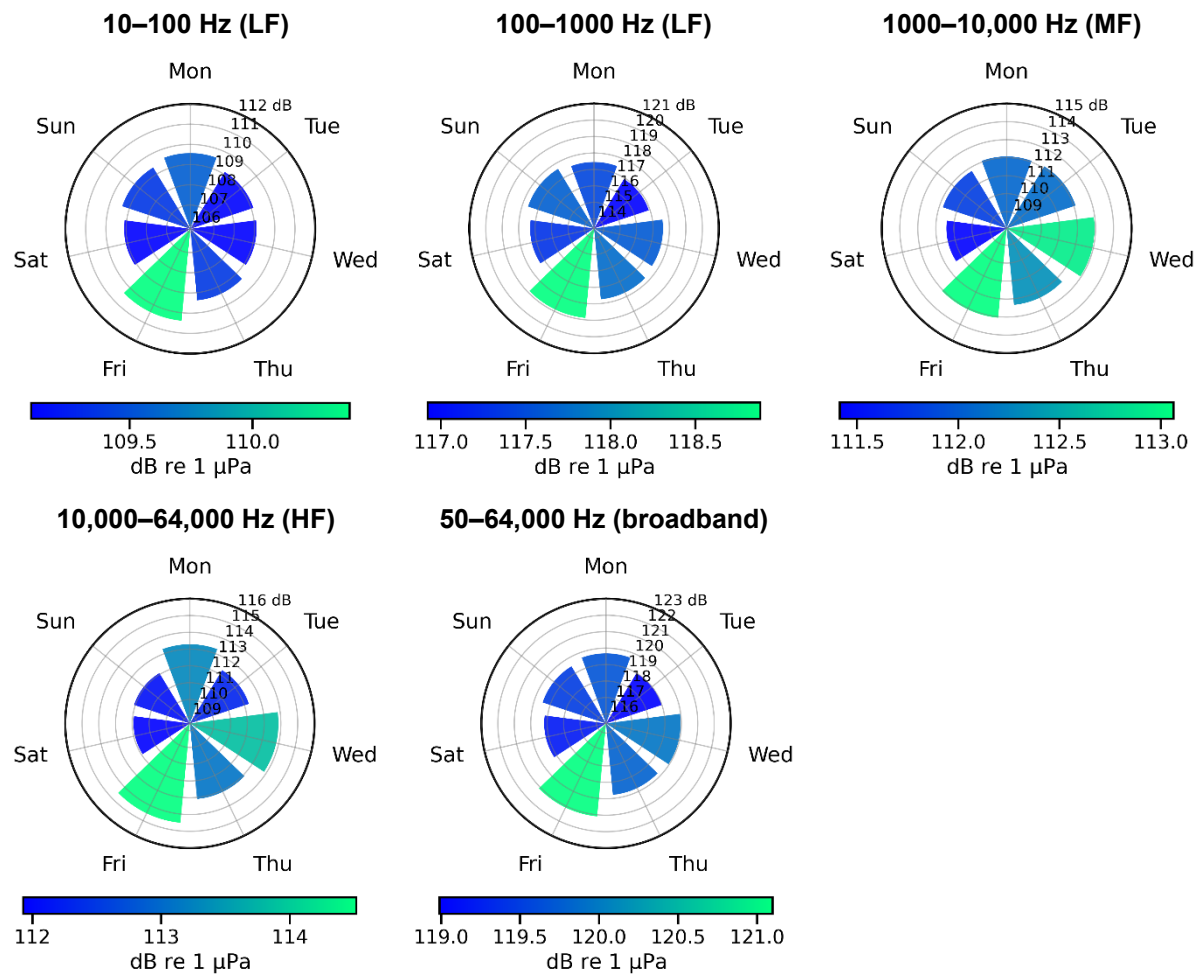 10–100 Hz (LF)
Mon
Tue
Wed
Thu
Fri
Sat
Sun
112 dB
111
110
109
108
107
106
109.5 110.0
dB re 1 μPa
100–1000 Hz (LF)
Mon
Tue
Wed
Thu
Fri
Sat
Sun
121 dB
120
119
118
117
116
115
114
117.0 117.5 118.0 118.5
dB re 1 μPa
1000–10,000 Hz (MF)
Mon
Tue
Wed
Thu
Fri
Sat
Sun
115 dB
114
113
112
111
110
109
111.5 112.0 112.5 113.0
dB re 1 μPa
10,000–64,000 Hz (HF)
Mon
Tue
Wed
Thu
Fri
Sat
Sun
116 dB
115
114
113
112
111
110
109
112 113 114
dB re 1 μPa
50–64,000 Hz (broadband)
Mon
Tue
Wed
Thu
Fri
Sat
Sun
123 dB
122
121
120
119
118
117
116
119.0 119.5 120.0 120.5 121.0
dB re 1 μPa